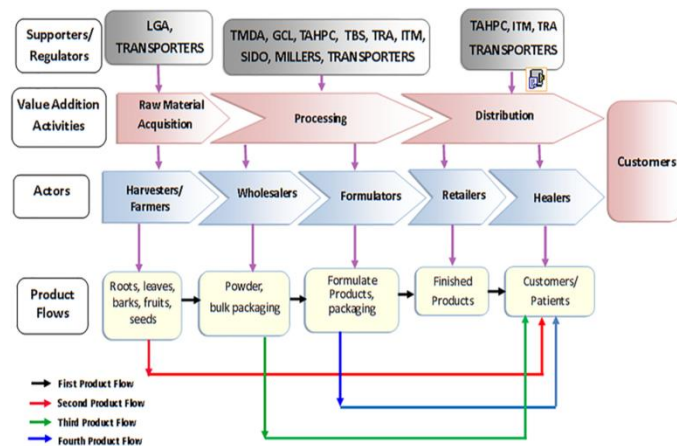 Supporters/
Regulators
LGA,
TRANSPORTERS
TMDA, GCL, TAHPC, TBS, TRA, ITM,
SIDO, MILLERS, TRANSPORTERS
TAHPC, ITM, TRA
TRANSPORTERS
Value Addition
Activities
Raw Material
Acquisition
Processing
Distribution
Customers
Actors
Harvesters/
Farmers
Wholesalers
Formulators
Retailers
Healers
Product
Flows
Roots, leaves,
barks, fruits,
seeds
Powder,
bulk packaging
Formulate
Products,
packaging
Finished
Products
Customers/
Patients
First Product Flow
Second Product Flow
Third Product Flow
Fourth Product Flow